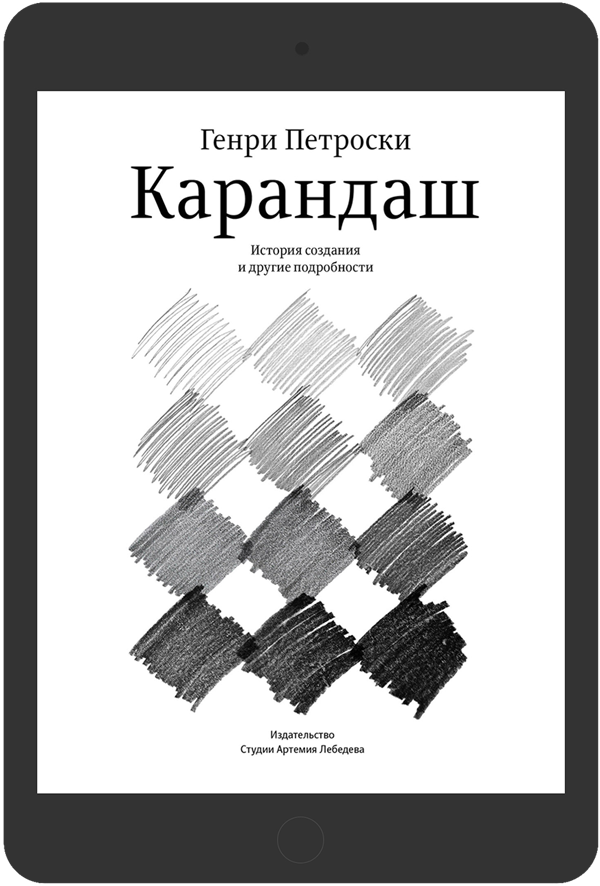 Генри Петроски
Карандаш
История создания
и другие подробности
Издательство
Студии Артемия Лебедева